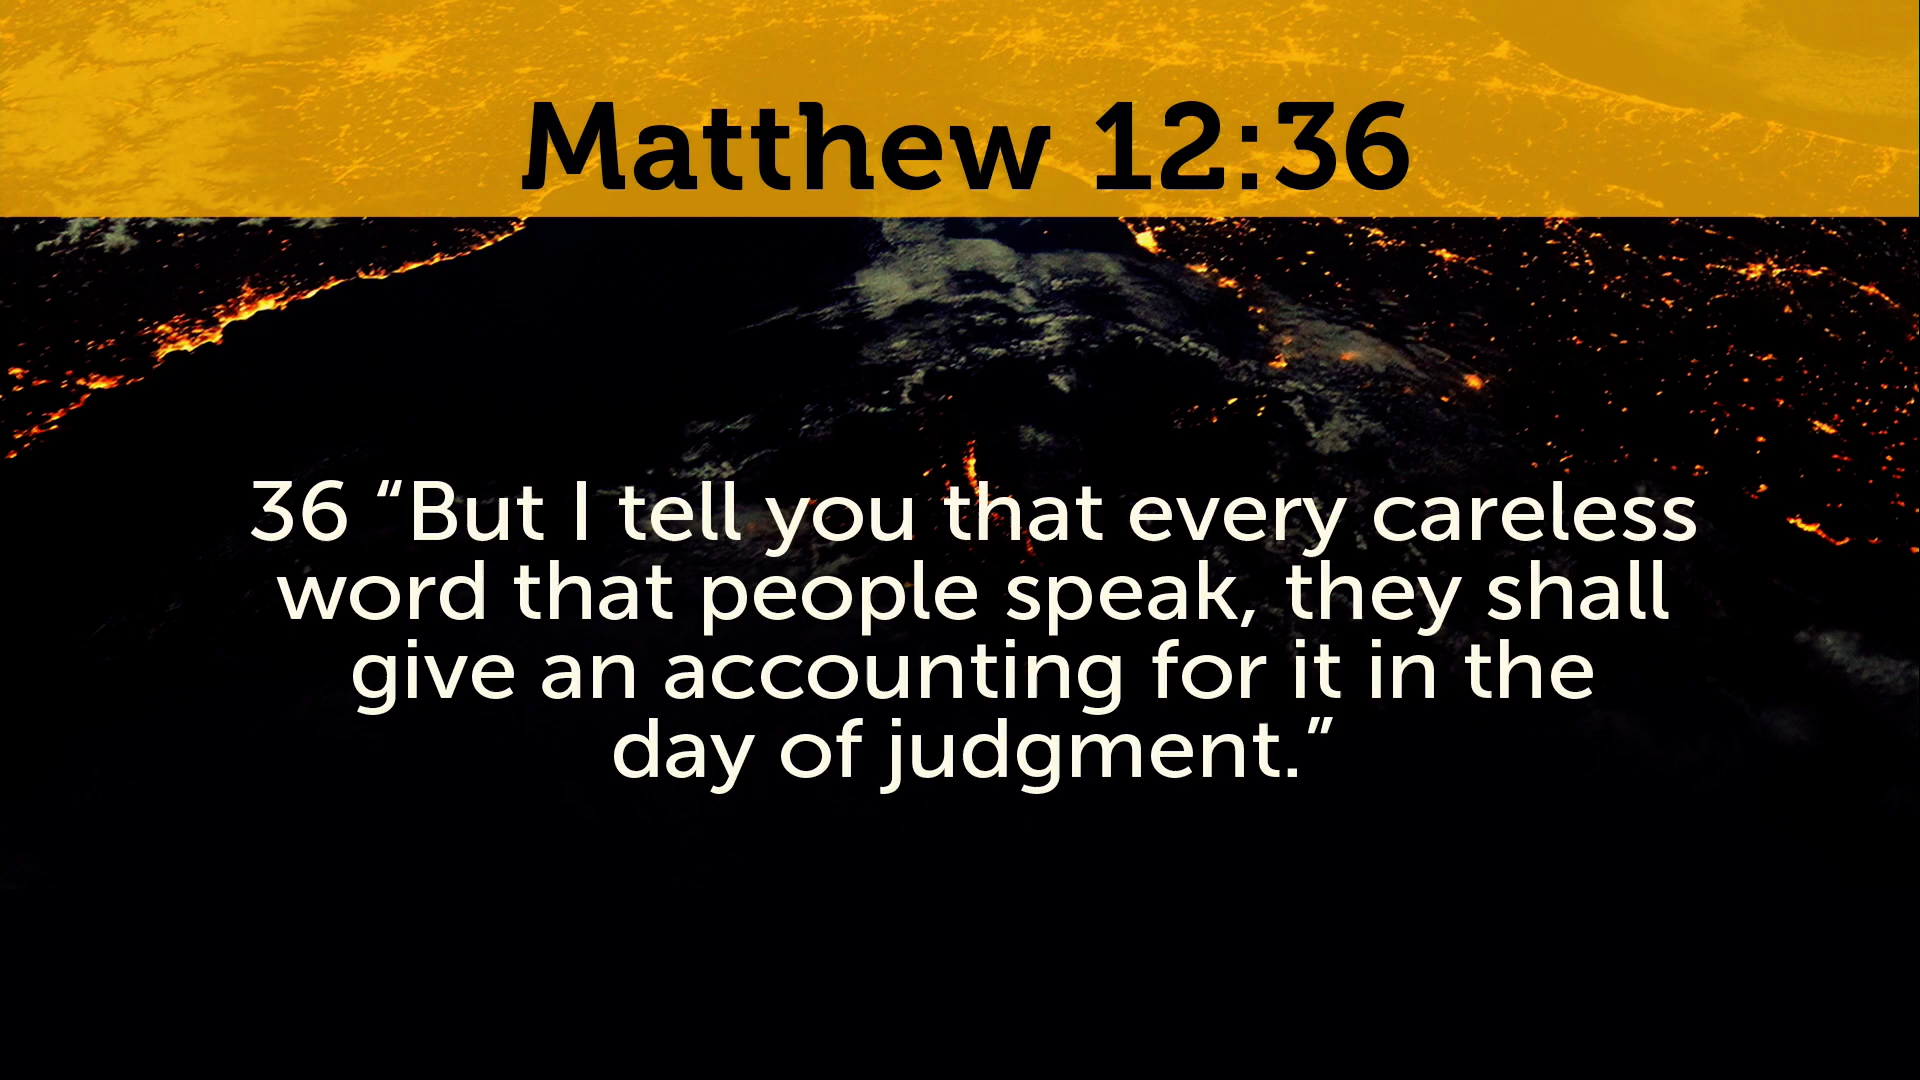 Matthew 12:36
36 “But I tell you that every careless
word that people speak, they shall
give an accounting for it in the
day of judgment.”